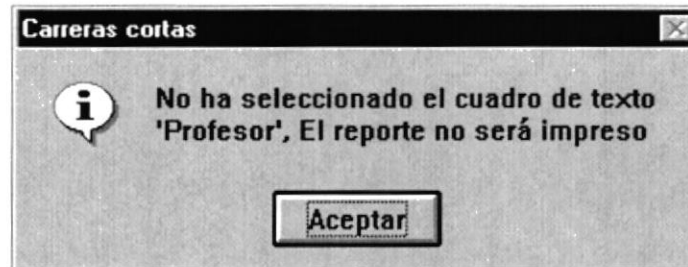 Carreras cortas
No ha seleccionado el cuadro de texto
'Profesor', El reporte no será impreso
Aceptar